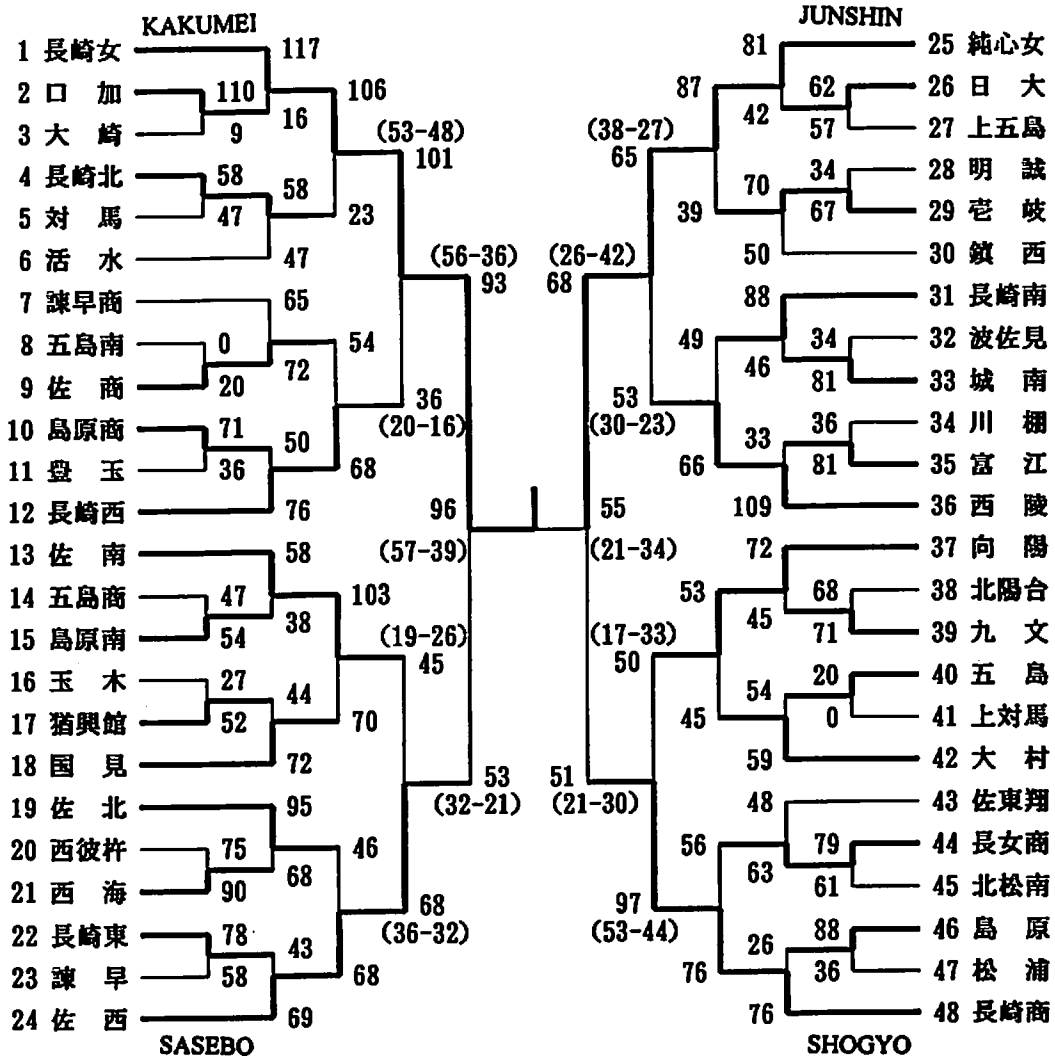 KAKUMEI
1 長崎女
2 口 加
3 大 崎
4 長崎北
5 対 馬
6 活 水
7 諫早商
8 五島南
9 佐 商
10 島原商
11 豊 玉
12 長崎西
13 佐 南
14 五島商
15 島原南
16 玉 木
17 猶興館
18 国 見
19 佐 北
20 西彼杵
21 西 海
22 長崎東
23 諫 早
24 佐 西
SASEBO
117
110
9
16
106
58
47
58
47
23
(53-48)
101
65
0
20
72
54
71
36
50
76
68
36
(20-16)
(56-36)
93
58
47
54
38
103
27
52
44
72
70
(19-26)
45
95
75
90
68
46
78
58
43
69
68
68
(36-32)
53
(32-21)
96
(57-39)
55
(21-34)
JUNSHIN
25 純心女
26 日 大
27 上五島
28 明 誠
29 壱 岐
30 鎮 西
31 長崎南
32 波佐見
33 城 南
34 川 棚
35 富 江
36 西 陵
37 向 陽
38 北陽台
39 九 文
40 五 島
41 上対馬
42 大 村
43 佐東翔
44 長女商
45 北松南
46 島 原
47 松 浦
48 長崎商
SHOGYO
81
62
57
42
87
34
67
70
50
39
(38-27)
65
88
34
81
46
49
36
81
33
109
66
53
(30-23)
(26-42)
68
72
68
71
45
53
20
0
54
59
45
(17-33)
50
48
79
61
63
56
88
36
26
76
76
97
(53-44)
51
(21-30)